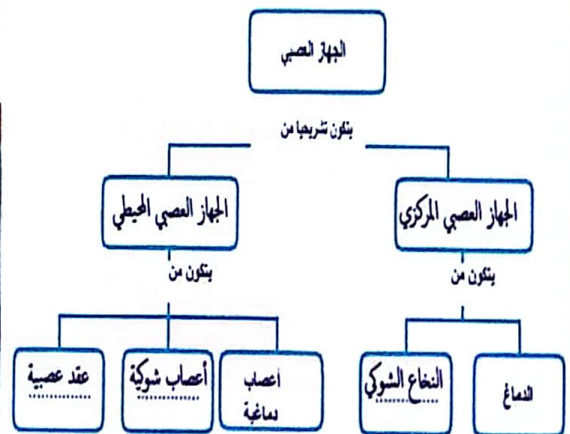 الجهاز العصبي
يتكون تشريحيا من
الجهاز العصبي المركزي
الجهاز العصبي المحيطي
يتكون من
يتكون من
الدماغ
النخاع الشوكي
أعصاب
دماغية
أعصاب شوكية
عقد عصبية